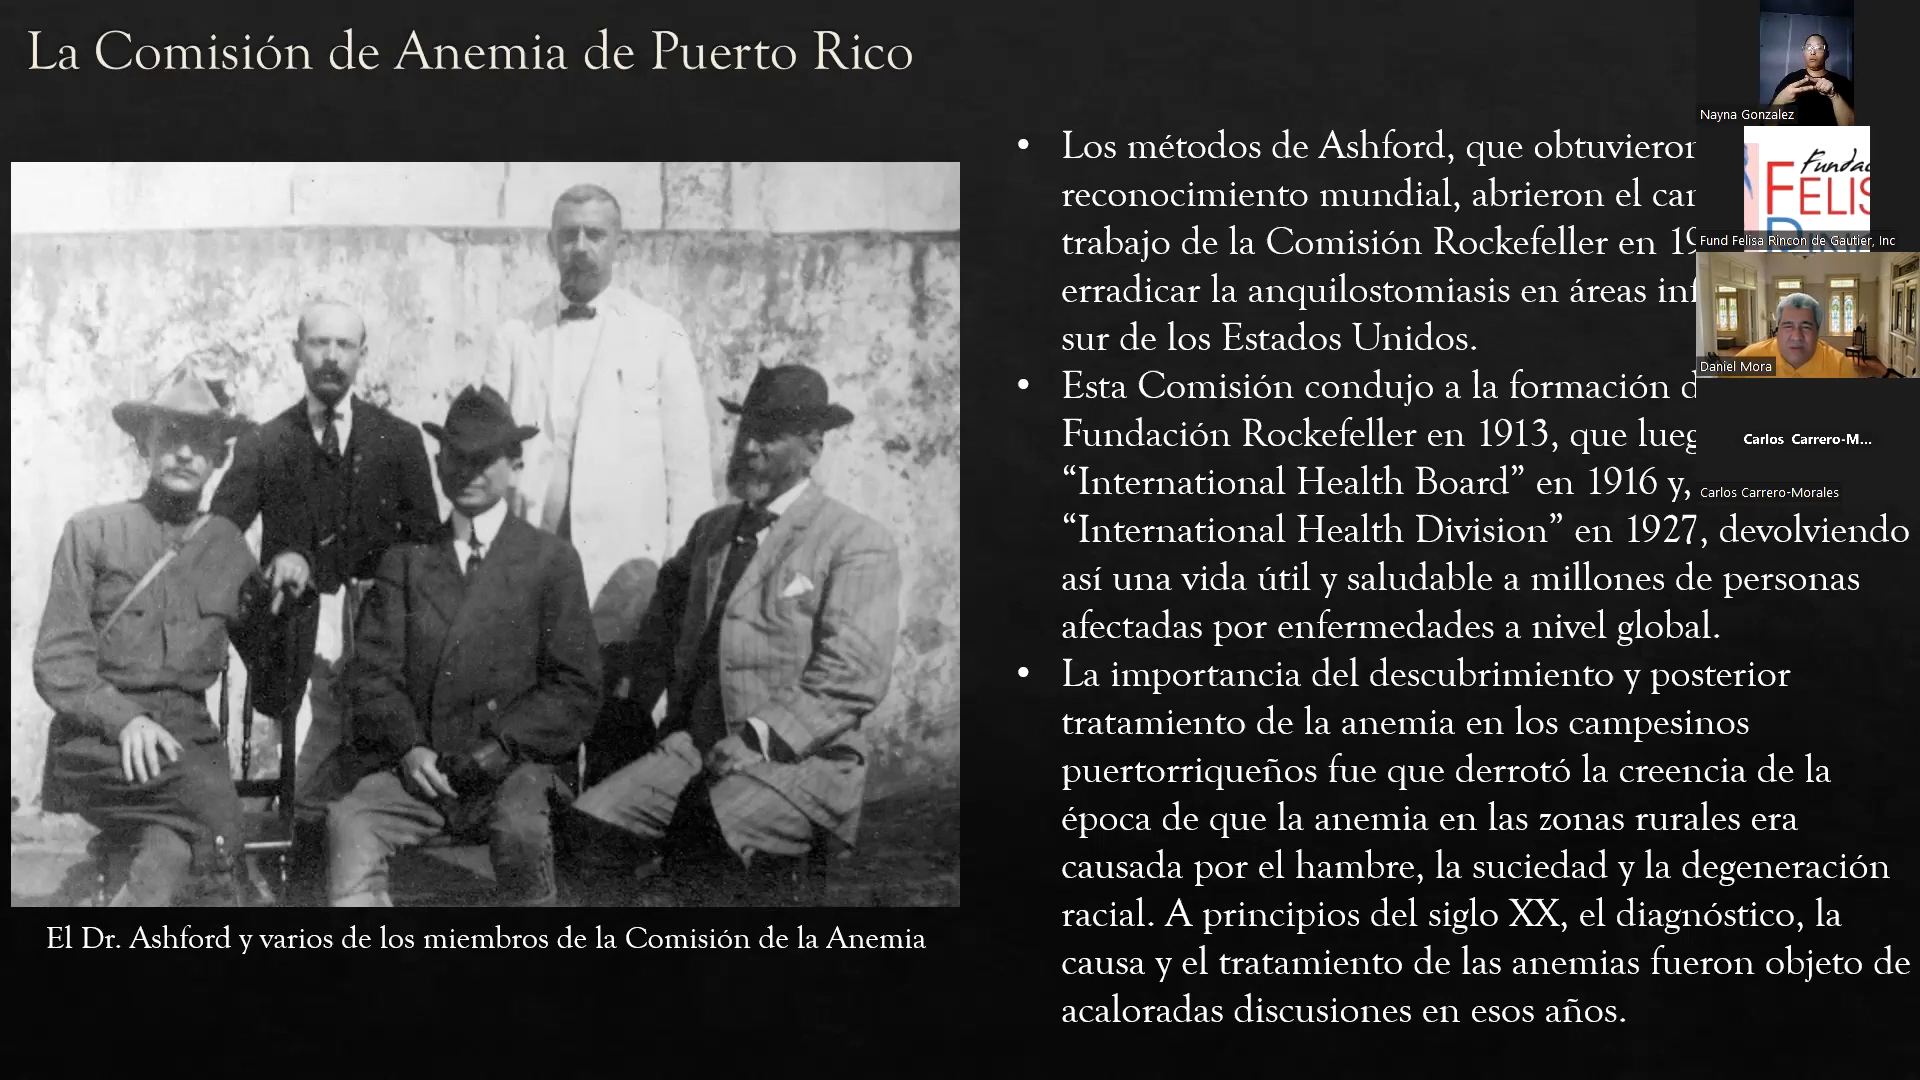 La Comisión de Anemia de Puerto Rico
Los métodos de Ashford, que obtuvieron
reconocimiento mundial, abrieron el
trabajo de la Comisión Rockefeller en
erradicar la anquilostomiasis en áreas
sur de los Estados Unidos.
Esta Comisión condujo a la formación
Fundación Rockefeller en 1913, que
“International Health Board” en 1916 y,
“International Health Division” en 1927, devolviendo
así una vida útil y saludable a millones de personas
afectadas por enfermedades a nivel global.
La importancia del descubrimiento y posterior
tratamiento de la anemia en los campesinos
puertorriqueños fue que derrotó la creencia de la
época de que la anemia en las zonas rurales era
causada por el hambre, la suciedad y la degeneración
racial. A principios del siglo XX, el diagnóstico, la
causa y el tratamiento de las anemias fueron objeto de
acaloradas discusiones en esos años.
El Dr. Ashford y varios de los miembros de la Comisión de la Anemia
Nayna Gonzalez
Fund Felisa Rincon de Gautier, Inc
Daniel Mora
Carlos Carrero-M...
Carlos Carrero-Morales